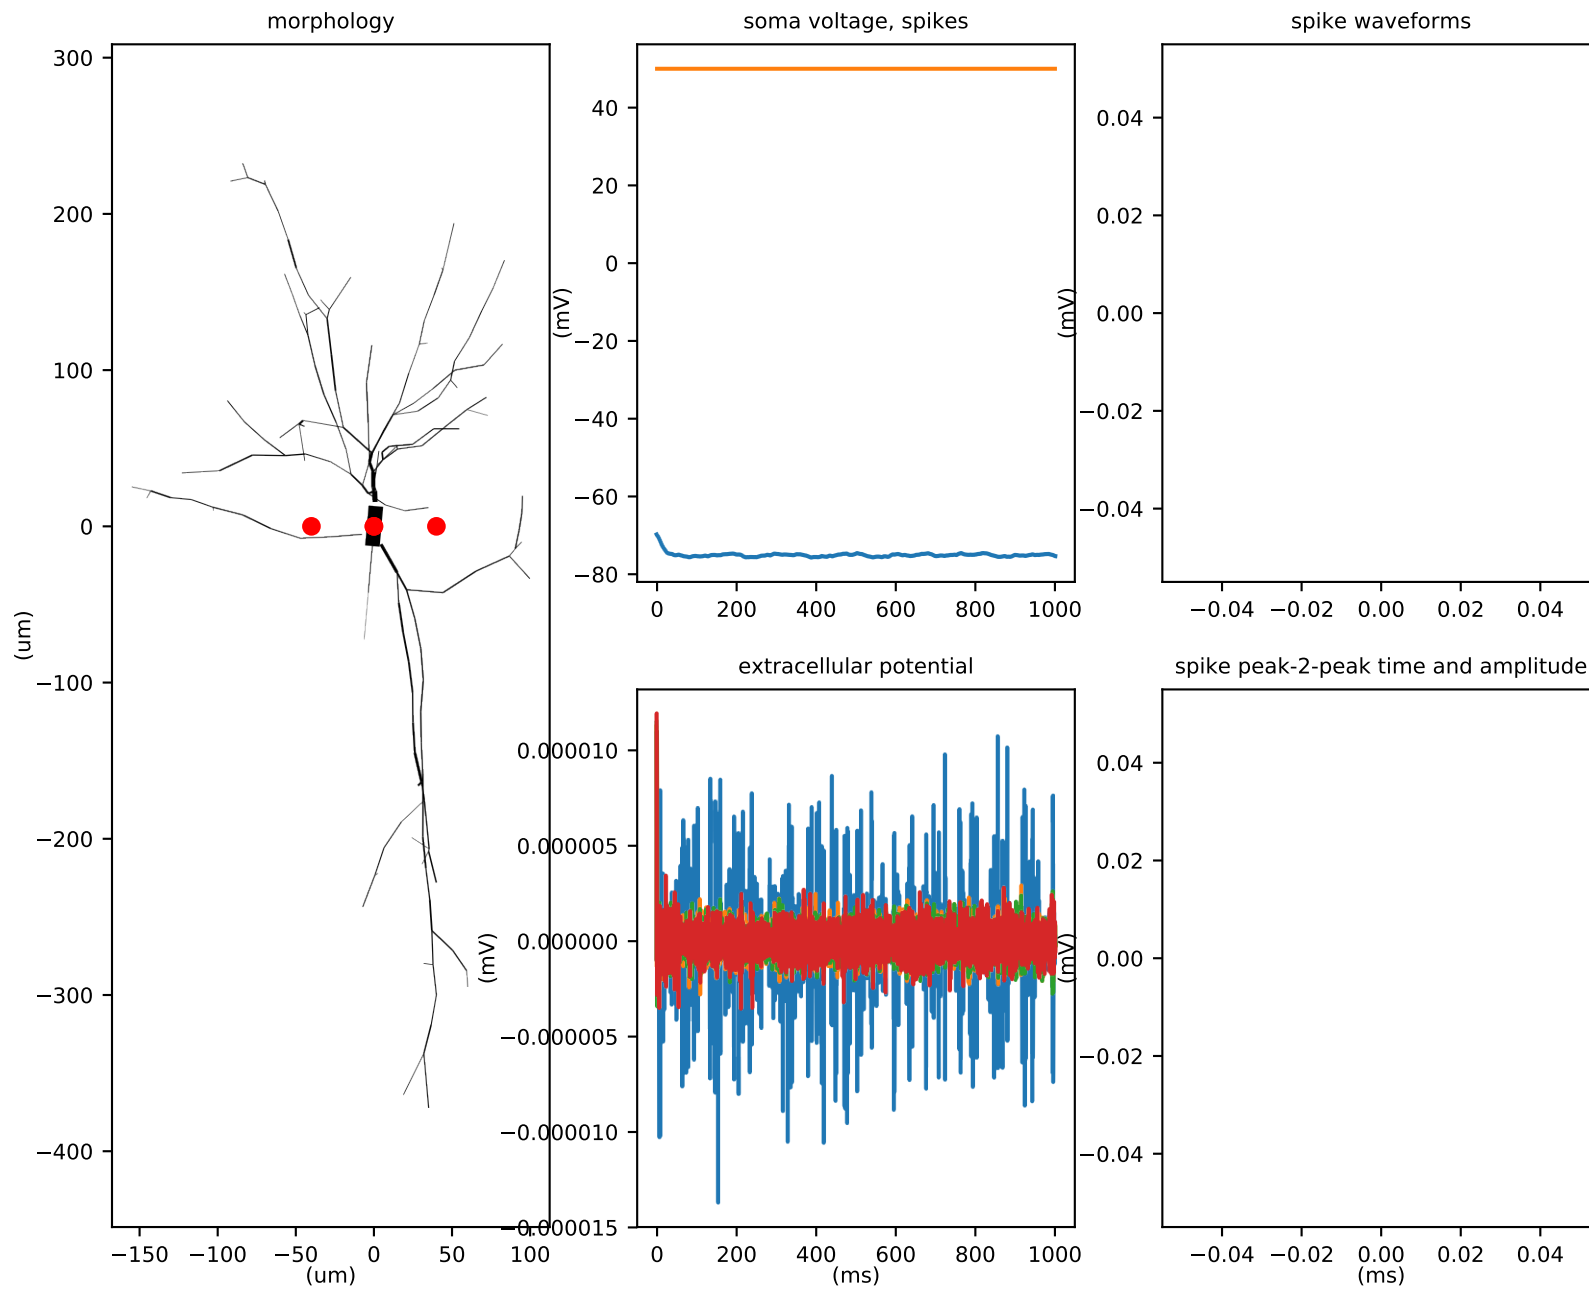 morphology
300
200
100
0
−100
−200
−300
−400
(um)
−150 −100 −50 0 50 100
(um)
soma voltage, spikes
40
20
0
−20
−40
−60
−80
(mV)
0 200 400 600 800 1000
spike waveforms
0.04
0.02
0.00
−0.02
−0.04
(mV)
−0.04 −0.02 0.00 0.02 0.04
extracellular potential
0.000010
0.000005
0.000000
−0.000005
−0.000010
−0.000015
(mV)
0 200 400 600 800 1000
(ms)
spike peak-2-peak time and amplitude
0.04
0.02
0.00
−0.02
−0.04
(mV)
−0.04 −0.02 0.00 0.02 0.04
(ms)